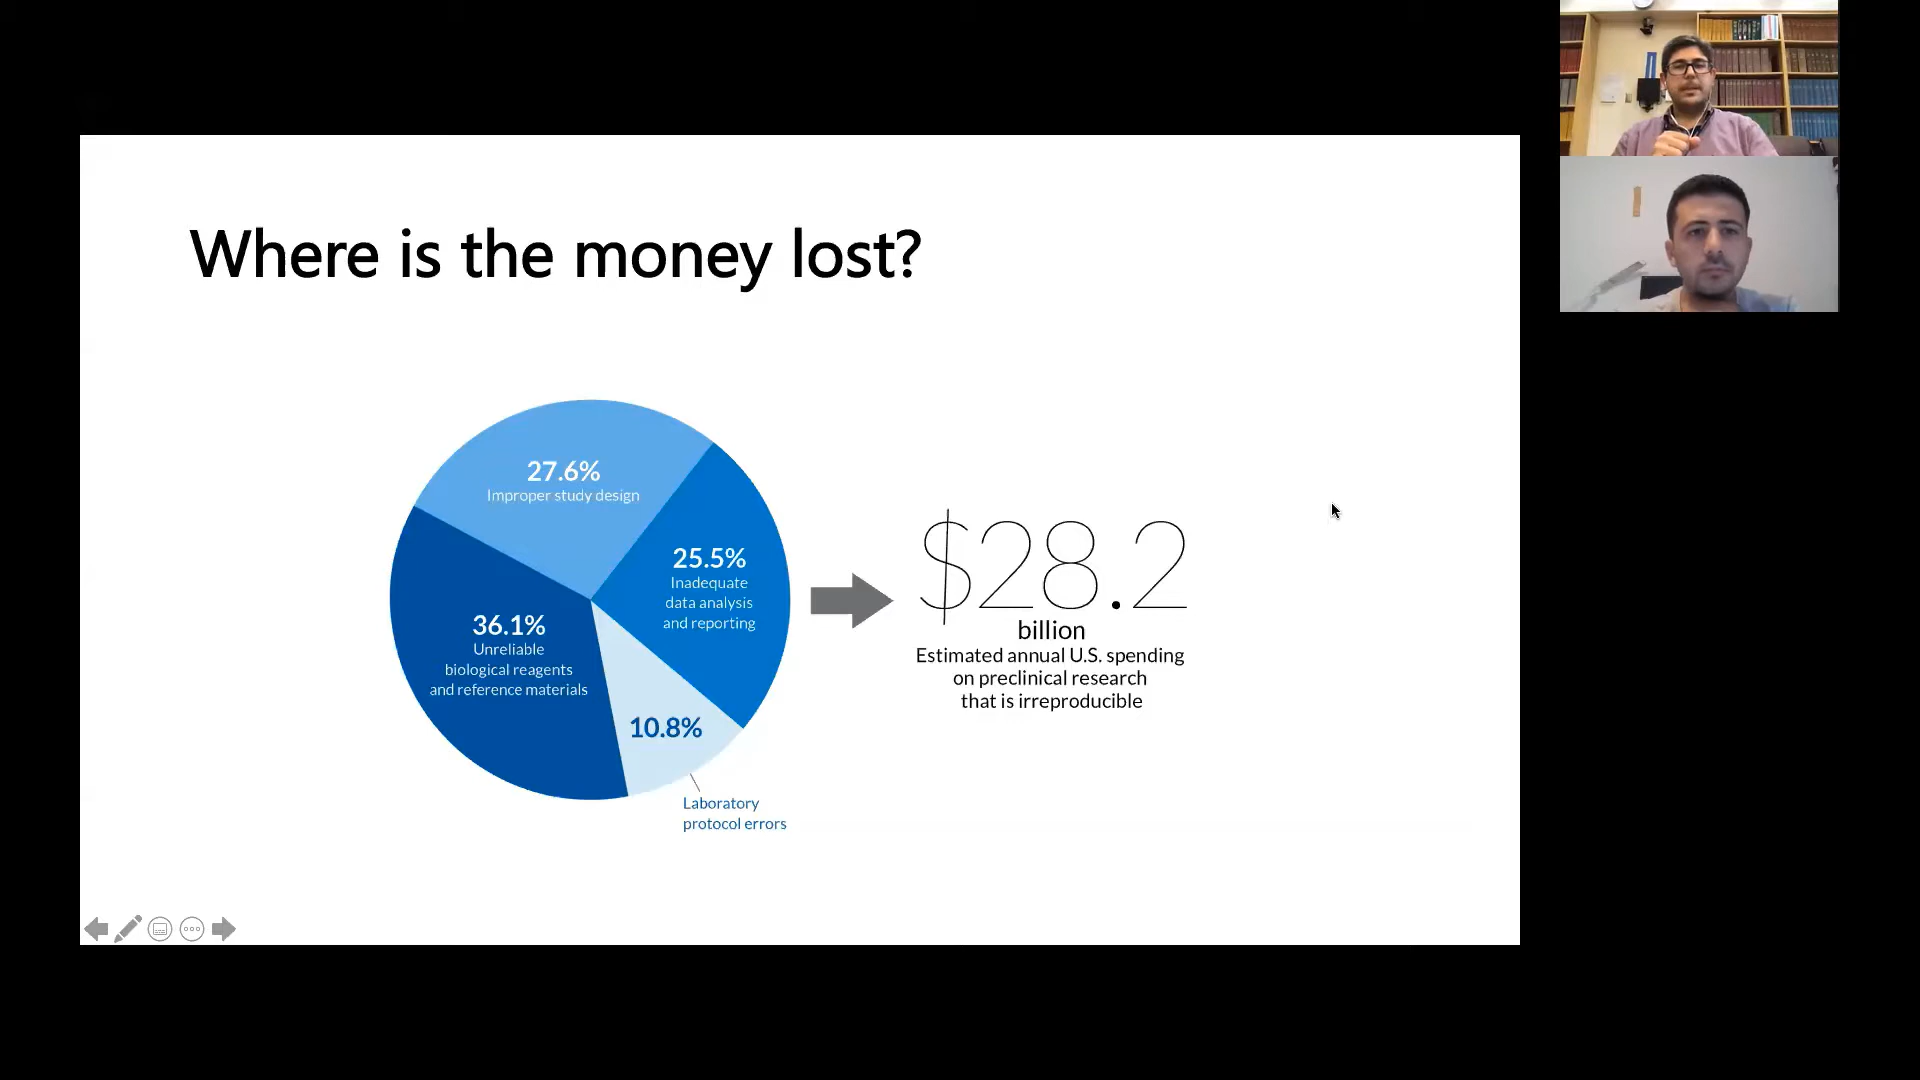 Where is the money lost?
27.6%
Improper study design
25.5%
Inadequate
data analysis
and reporting
36.1%
Unreliable
biological reagents
and reference materials
10.8%
Laboratory
protocol errors
$28.2
billion
Estimated annual U.S. spending
on preclinical research
that is irreproducible